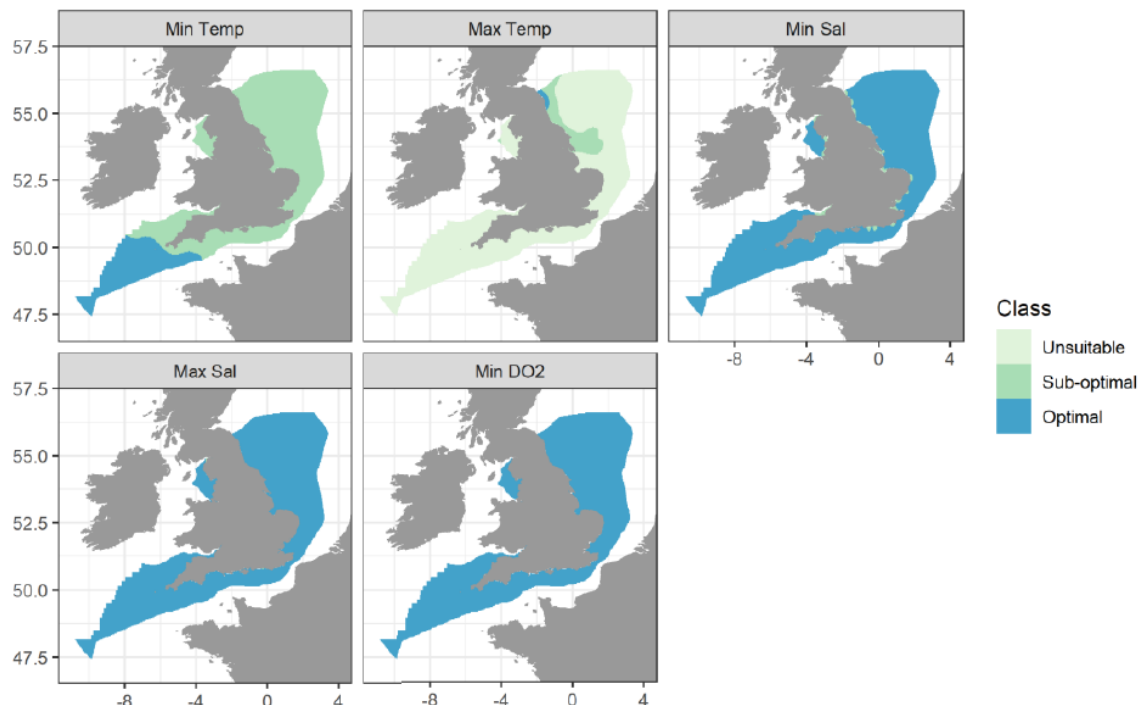 Min Temp Max Temp Min Sal
57.5
55.0
52.5
50.0
47.5
-8 -4 0 4
Class
Unsuitable
Sub-optimal
Optimal
Max Sal Min DO2
57.5
55.0
52.5
50.0
47.5
-8 -4 0 4 -8 -4 0 4